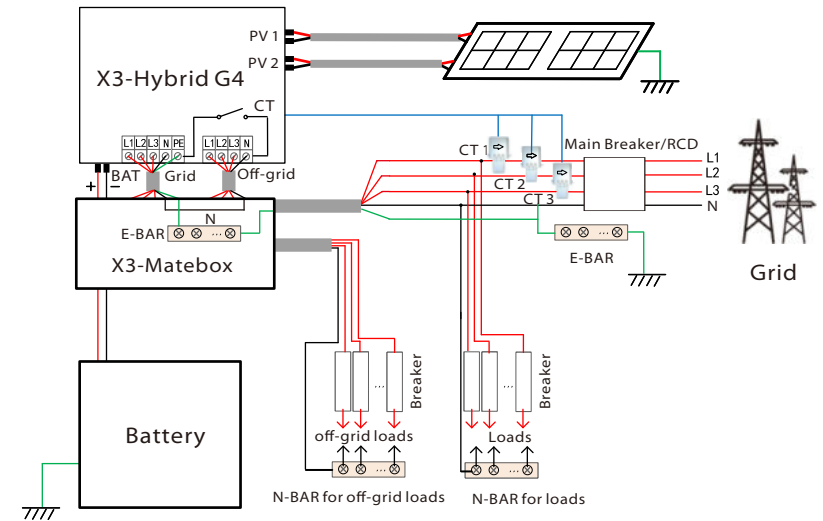 PV 1
PV 2
X3-Hybrid G4
CT
L1 L2 L3 N PE
L1 L2 L3 N
BAT
Grid
Off-grid
+
−
CT 1
CT 2
CT 3
Main Breaker/RCD
L1
L2
L3
N
N
E-BAR
...
X3-Matebox
E-BAR
...
Grid
Battery
...
Breaker
...
Breaker
off-grid loads
Loads
...
...
N-BAR for off-grid loads
N-BAR for loads